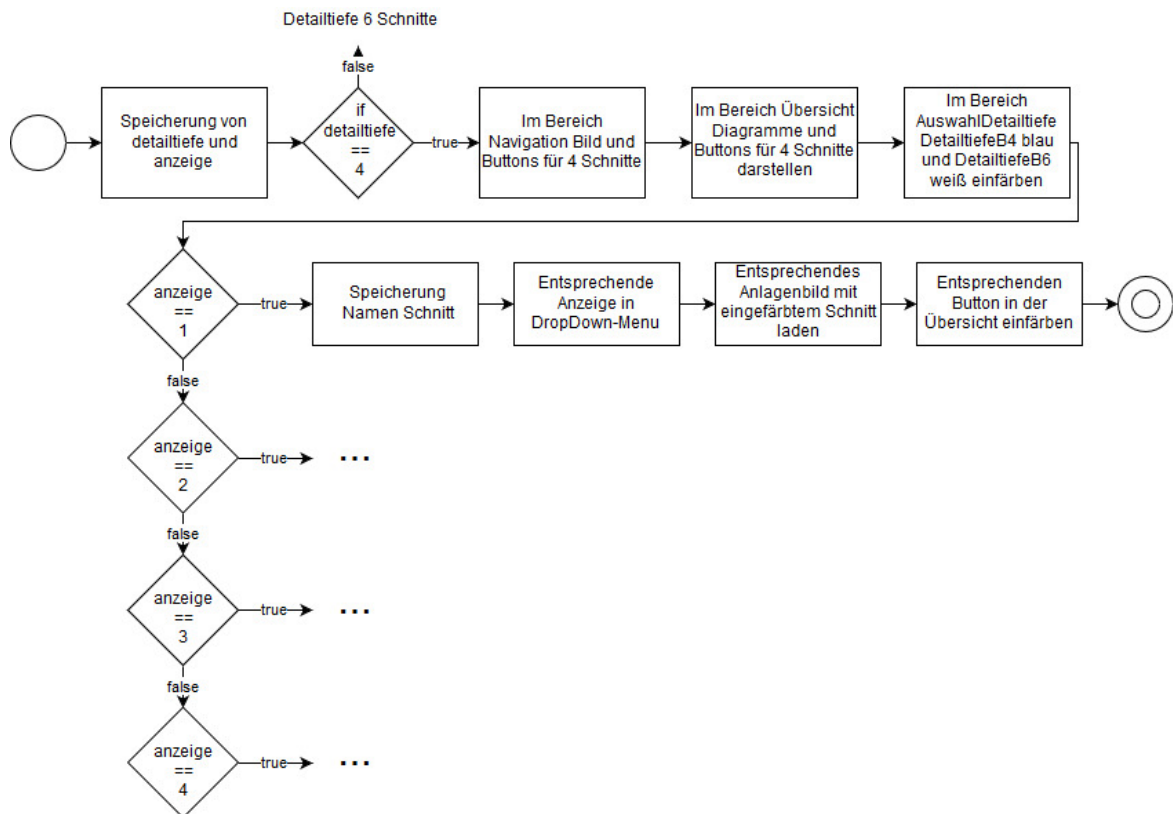 Detailtiefe 6 Schnitte
false
Speicherung von
detailtiefe und
anzeige
if
detailtiefe
==
4
true
Im Bereich
Navigation Bild und
Buttons für 4 Schnitte
Im Bereich Übersicht
Diagramme und
Buttons für 4 Schnitte
darstellen
Im Bereich
AuswahlDetailtiefe
DetailtiefeB4 blau
und DetailtiefeB6
weiß einfärben
anzeige
==
1
true
Speicherung
Namen Schnitt
Entsprechende
Anzeige in
DropDown-Menu
Entsprechendes
Anlagenbild mit
eingefärbtem Schnitt
laden
Entsprechenden
Button in der
Übersicht einfärben
false
anzeige
==
2
true
...
false
anzeige
==
3
true
...
false
anzeige
==
4
true
...